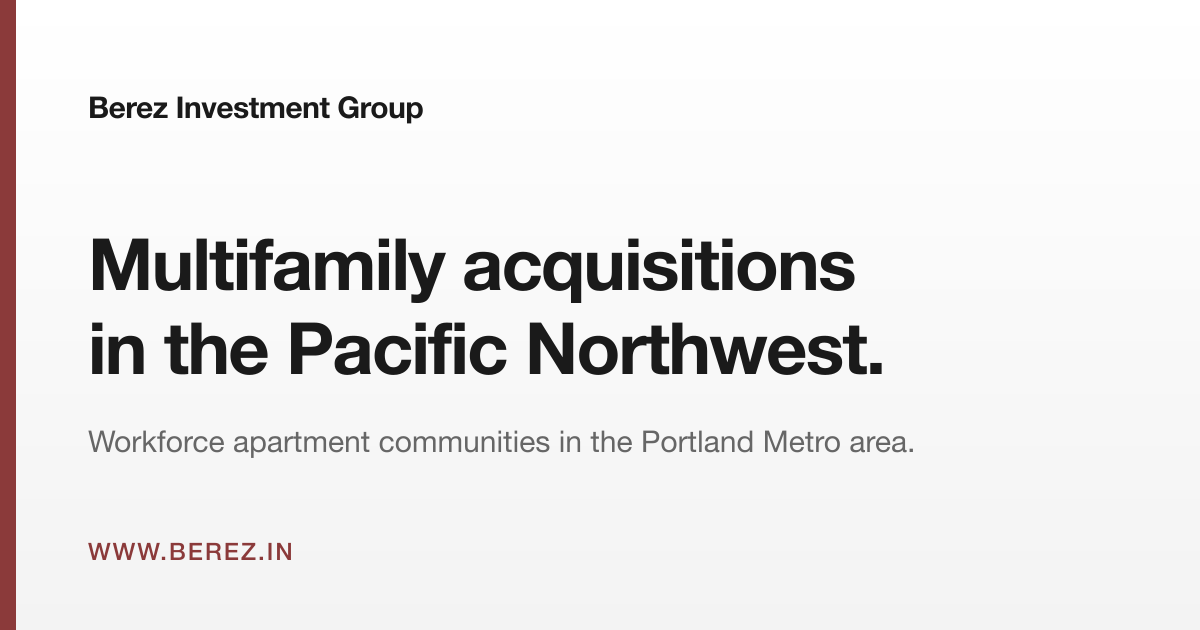 Berez Investment Group
Multifamily acquisitions
in the Pacific Northwest.
Workforce apartment communities in the Portland Metro area.
WWW.BEREZ.IN